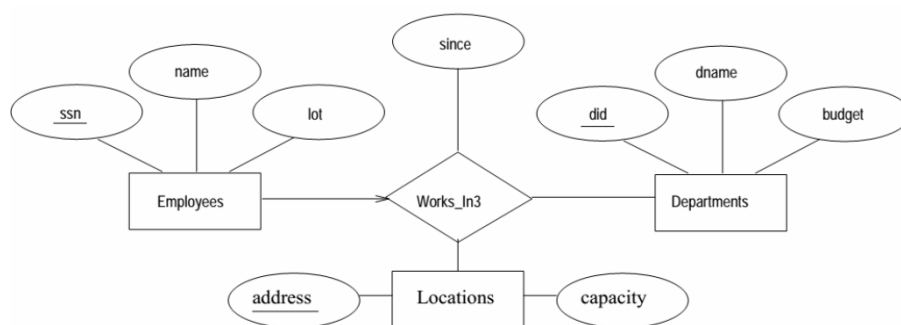 since
name
dname
ssn
lot
did
budget
Employees
Works_In3
Departments
address
Locations
capacity